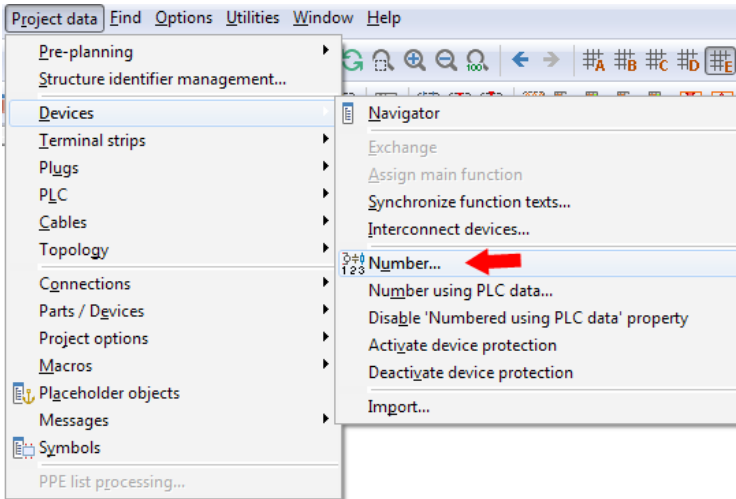 Project data Find Options Utilities Window Help
Pre-planning
Structure identifier management...
Devices
Terminal strips
Plugs
PLC
Cables
Topology
Connections
Parts / Devices
Project options
Macros
Placeholder objects
Messages
Symbols
PPE list processing...
100
A B C D E
Navigator
Exchange
Assign main function
Synchronize function texts...
Interconnect devices...
123 Number...
Number using PLC data...
Disable 'Numbered using PLC data' property
Activate device protection
Deactivate device protection
Import...